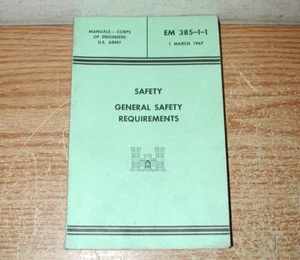 MANUALS - CORPS
OF ENGINEERS
U.S. ARMY
EM 385-1-1
1 MARCH 1967
SAFETY
GENERAL SAFETY
REQUIREMENTS